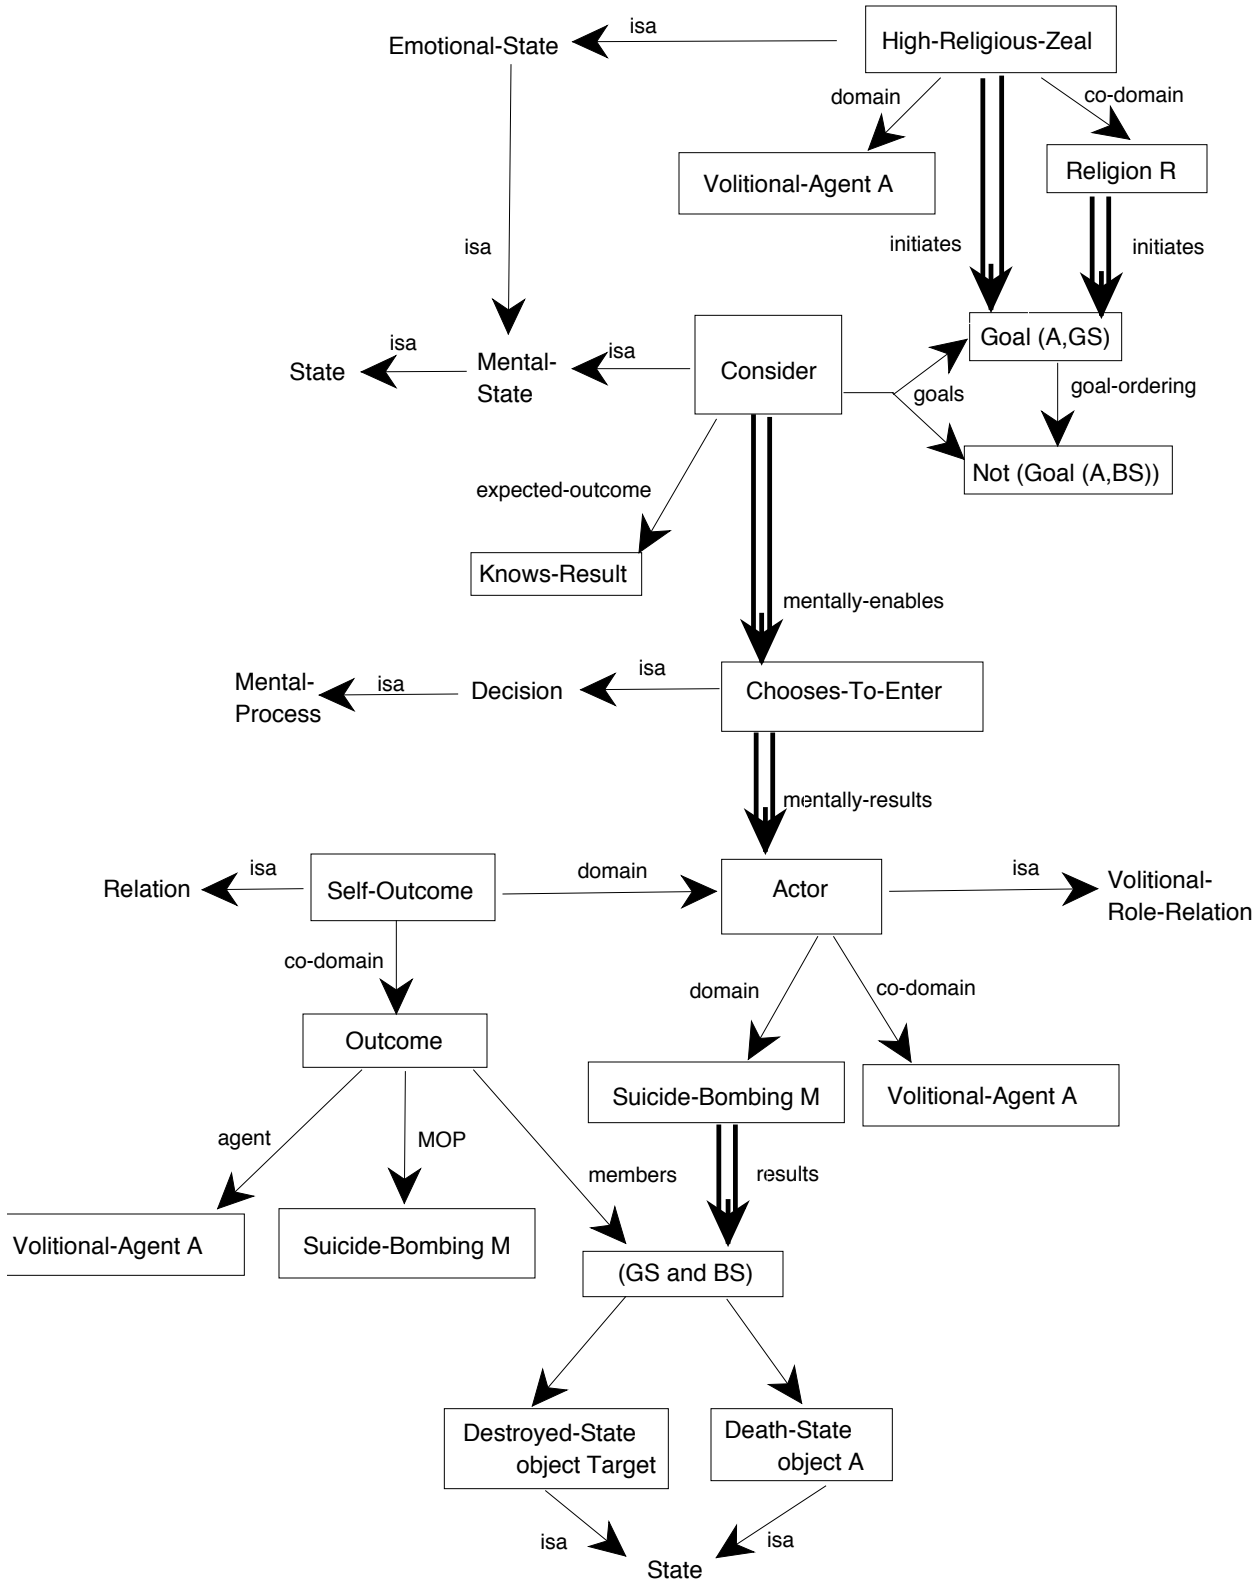 isa
High-Religious-Zeal
Emotional-State
domain
co-domain
Volitional-Agent A
Religion R
isa
initiates
initiates
Goal (A,GS)
isa
isa
State
Mental-
State
Consider
goals
goal-ordering
Not (Goal (A,BS))
expected-outcome
Knows-Result
mentally-enables
Mental-
Process
isa
Decision
isa
Chooses-To-Enter
mentally-results
Relation
isa
Self-Outcome
domain
Actor
isa
Volitional-
Role-Relation
co-domain
domain
co-domain
Outcome
Suicide-Bombing M
Volitional-Agent A
agent
MOP
members
results
Volitional-Agent A
Suicide-Bombing M
(GS and BS)
Destroyed-State
object Target
Death-State
object A
isa
isa
State